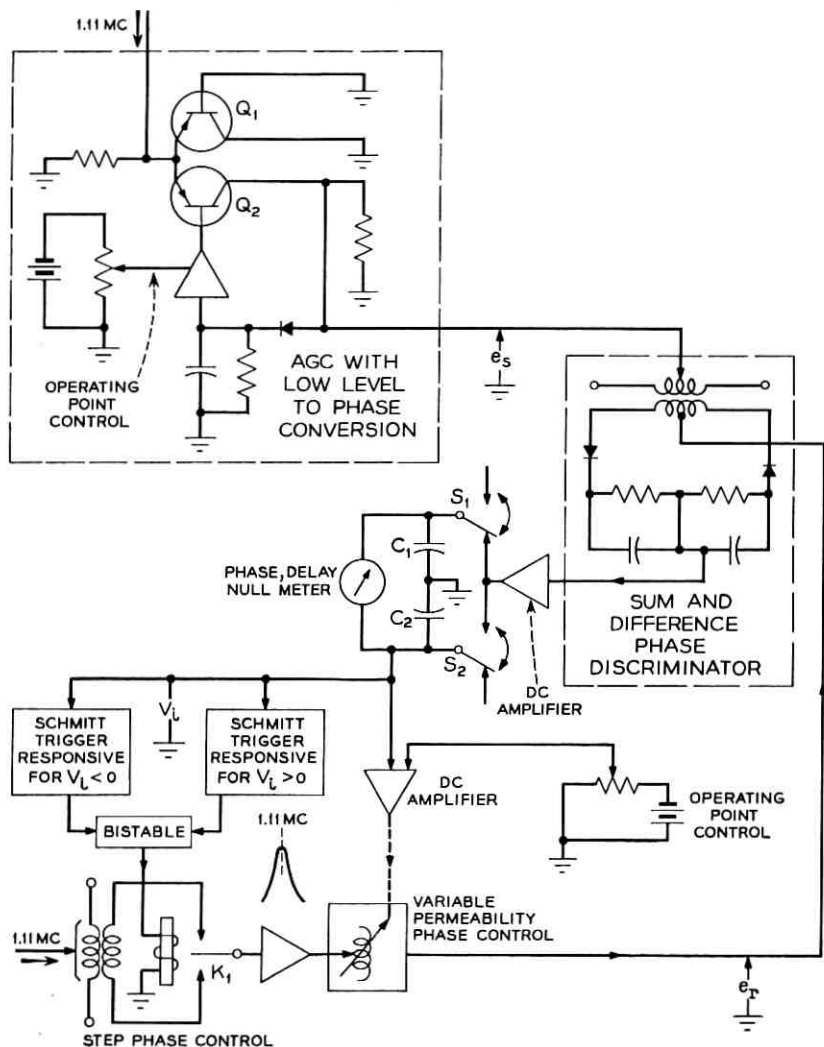 1.11 MC
Q1
Q2
OPERATING
POINT
CONTROL
AGC WITH
LOW LEVEL
TO PHASE
CONVERSION
es
S1
C1
PHASE, DELAY
NULL METER
C2
S2
SUM AND
DIFFERENCE
PHASE
DISCRIMINATOR
DC
AMPLIFIER
Vi
SCHMITT
TRIGGER
RESPONSIVE
FOR Vi < 0
SCHMITT
TRIGGER
RESPONSIVE
FOR Vi > 0
DC
AMPLIFIER
OPERATING POINT
CONTROL
BISTABLE
1.11 MC
VARIABLE
PERMEABILITY
PHASE CONTROL
1.11 MC
K1
er
STEP PHASE CONTROL